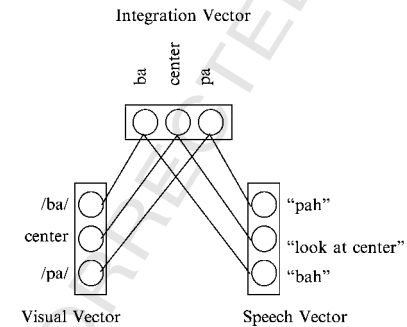 Integration Vector
ba
center
pa
/ba/
center
/pa/
"pah"
"look at center"
"bah"
Visual Vector
Speech Vector